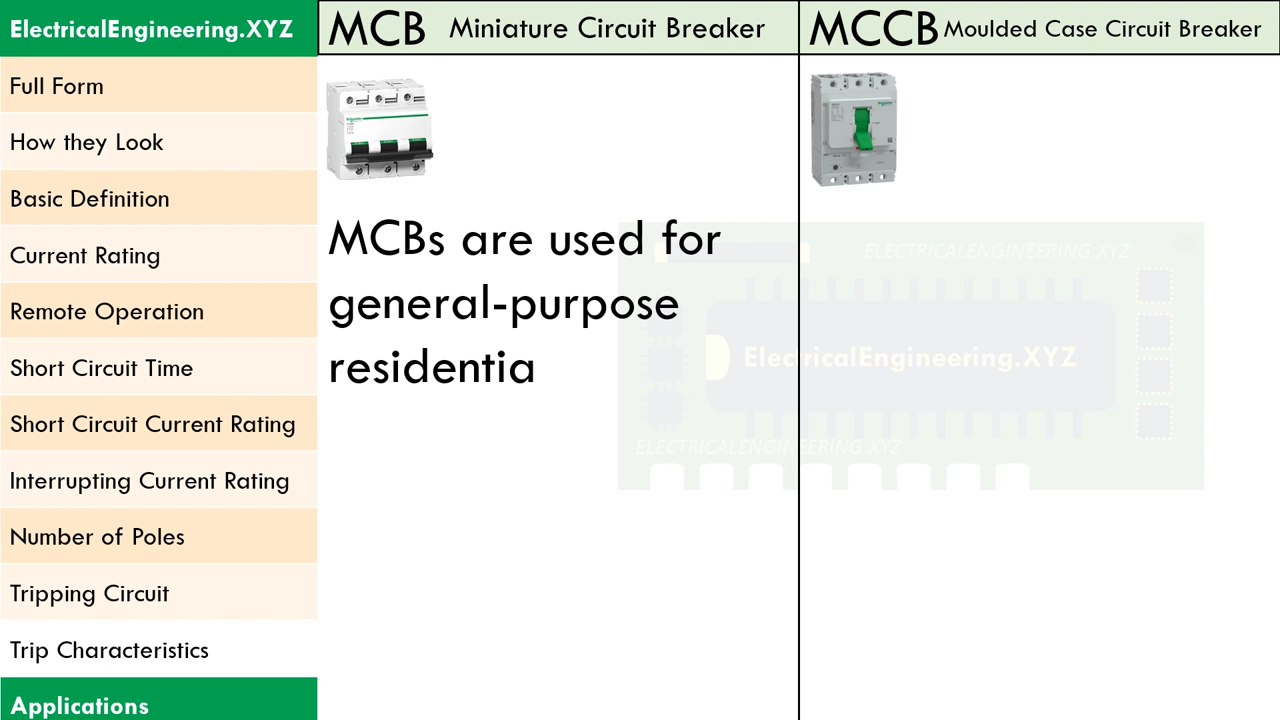 ElectricalEngineering.XYZ
MCB Miniature Circuit Breaker
MCCB Moulded Case Circuit Breaker
Full Form
How they Look
Basic Definition
Current Rating
Remote Operation
Short Circuit Time
Short Circuit Current Rating
Interrupting Current Rating
Number of Poles
Tripping Circuit
Trip Characteristics
Applications
MCBs are used for
general-purpose
residentia
ELECTRICALENGINEERING.XYZ
ElectricalEngineering.XYZ
ELECTRICALENGINEERING.XYZ